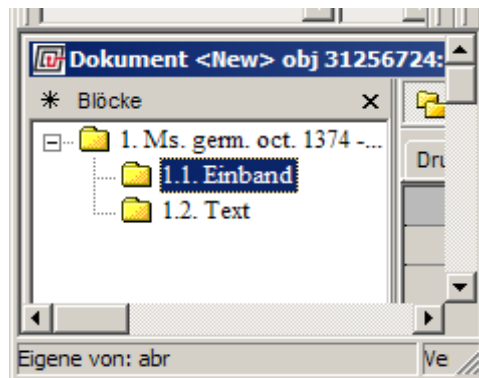 Dokument <New> obj 31256724:
Blöcke
Dru
1. Ms. germ. oct. 1374 -...
1.1. Einband
1.2. Text
Eigene von: abr
Ve